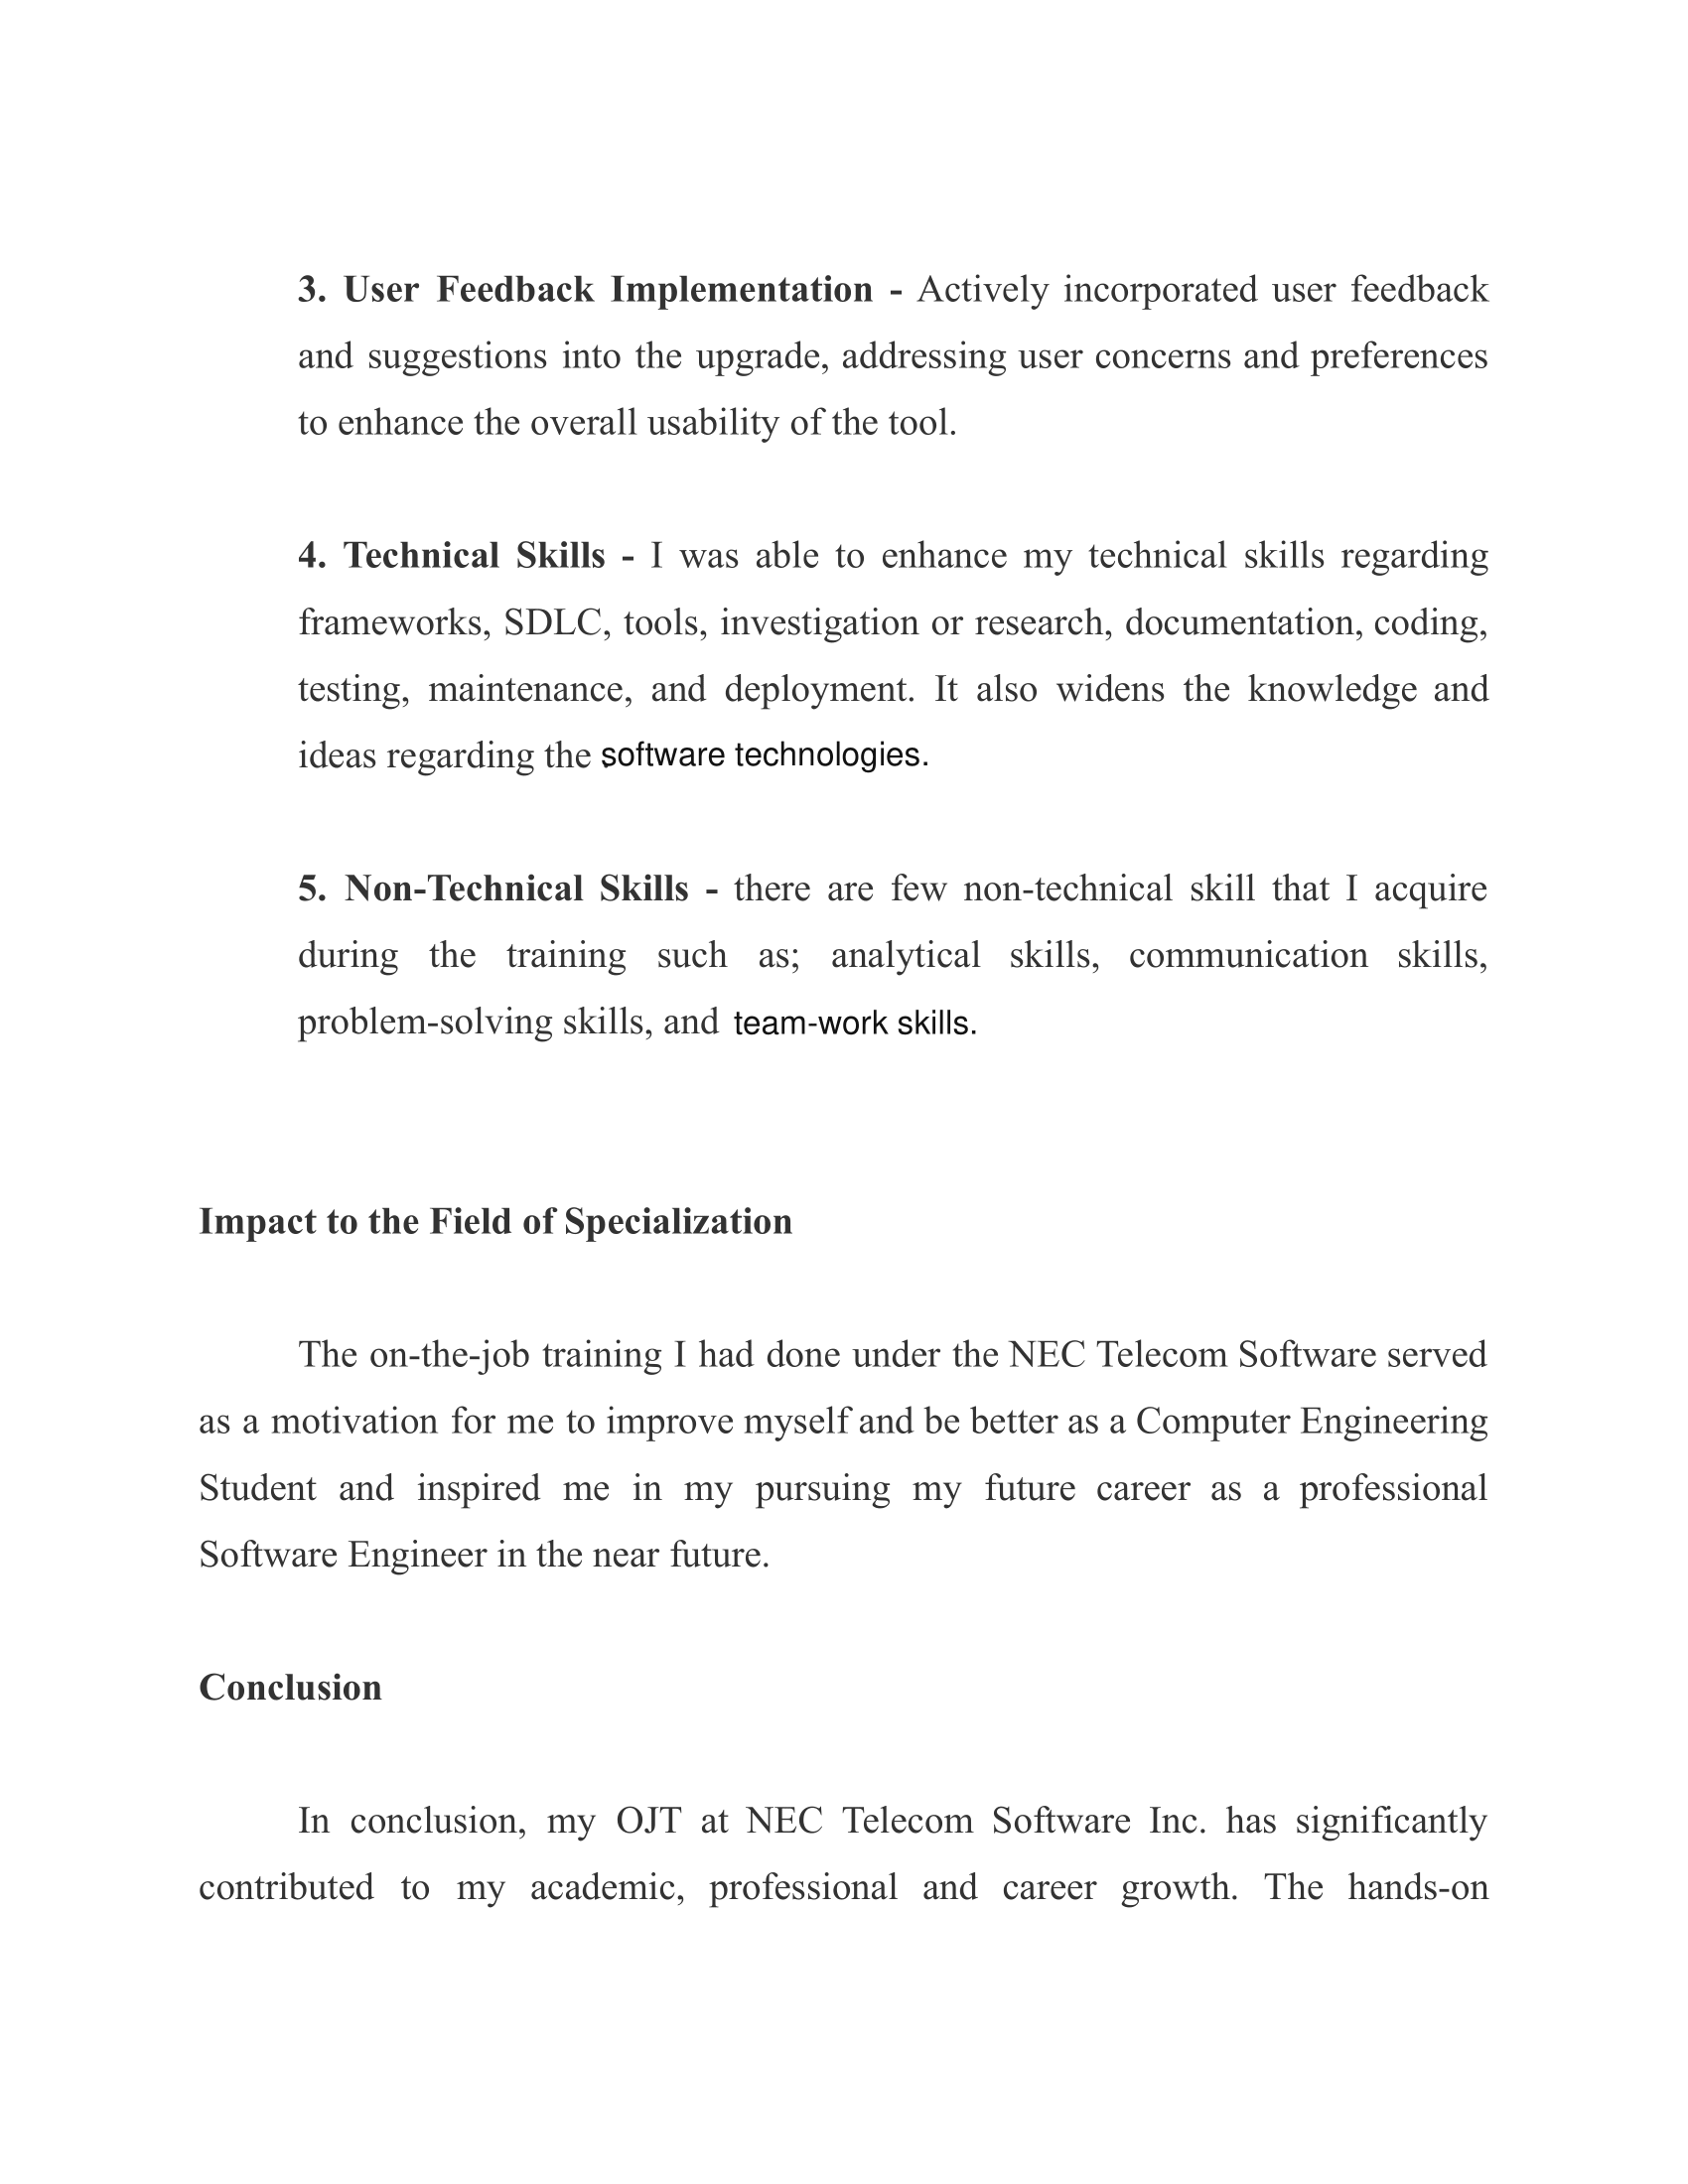 3. User Feedback Implementation - Actively incorporated user feedback
and suggestions into the upgrade, addressing user concerns and preferences
to enhance the overall usability of the tool.
4. Technical Skills - I was able to enhance my technical skills regarding
frameworks, SDLC, tools, investigation or research, documentation, coding,
testing, maintenance, and deployment. It also widens the knowledge and
ideas regarding the software technologies.
5. Non-Technical Skills - there are few non-technical skill that I acquire
during the training such as; analytical skills, communication skills,
problem-solving skills, and team-work skills.
Impact to the Field of Specialization
The on-the-job training I had done under the NEC Telecom Software served
as a motivation for me to improve myself and be better as a Computer Engineering
Student and inspired me in my pursuing my future career as a professional
Software Engineer in the near future.
Conclusion
In conclusion, my OJT at NEC Telecom Software Inc. has significantly
contributed to my academic, professional and career growth. The hands-on